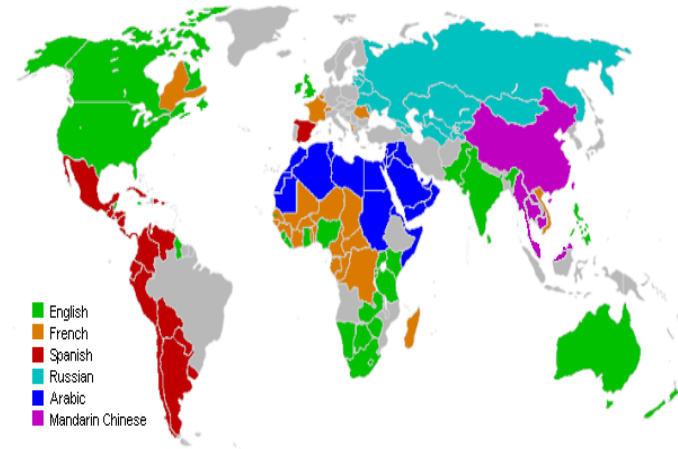 English
French
Spanish
Russian
Arabic
Mandarin Chinese